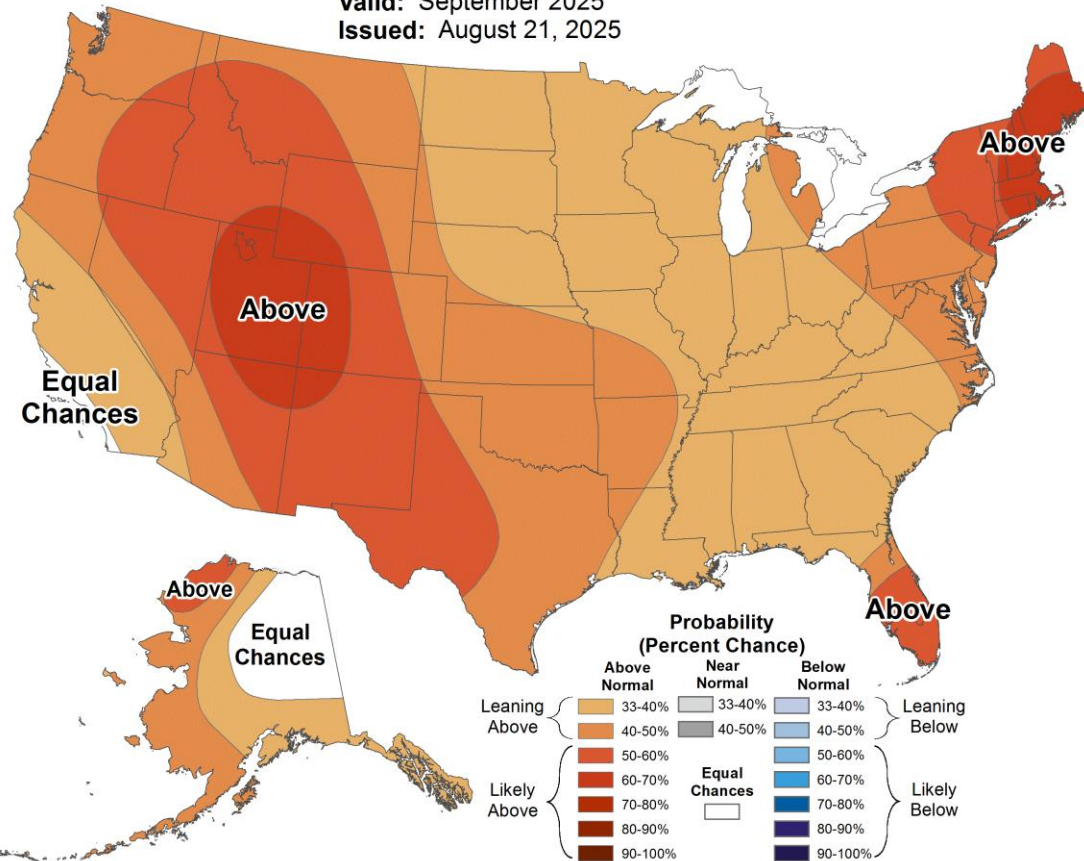 Valid: September 2025
Issued: August 21, 2025
Above
Above
Equal
Chances
Above
Above
Equal
Chances
Probability
(Percent Chance)
Above
Normal
Near
Normal
Below
Normal
Leaning
Above
33-40%
33-40%
33-40%
Leaning
Below
40-50%
40-50%
40-50%
Likely
Above
50-60%
Equal
Chances
50-60%
Likely
Below
60-70%
60-70%
70-80%
70-80%
80-90%
80-90%
90-100%
90-100%